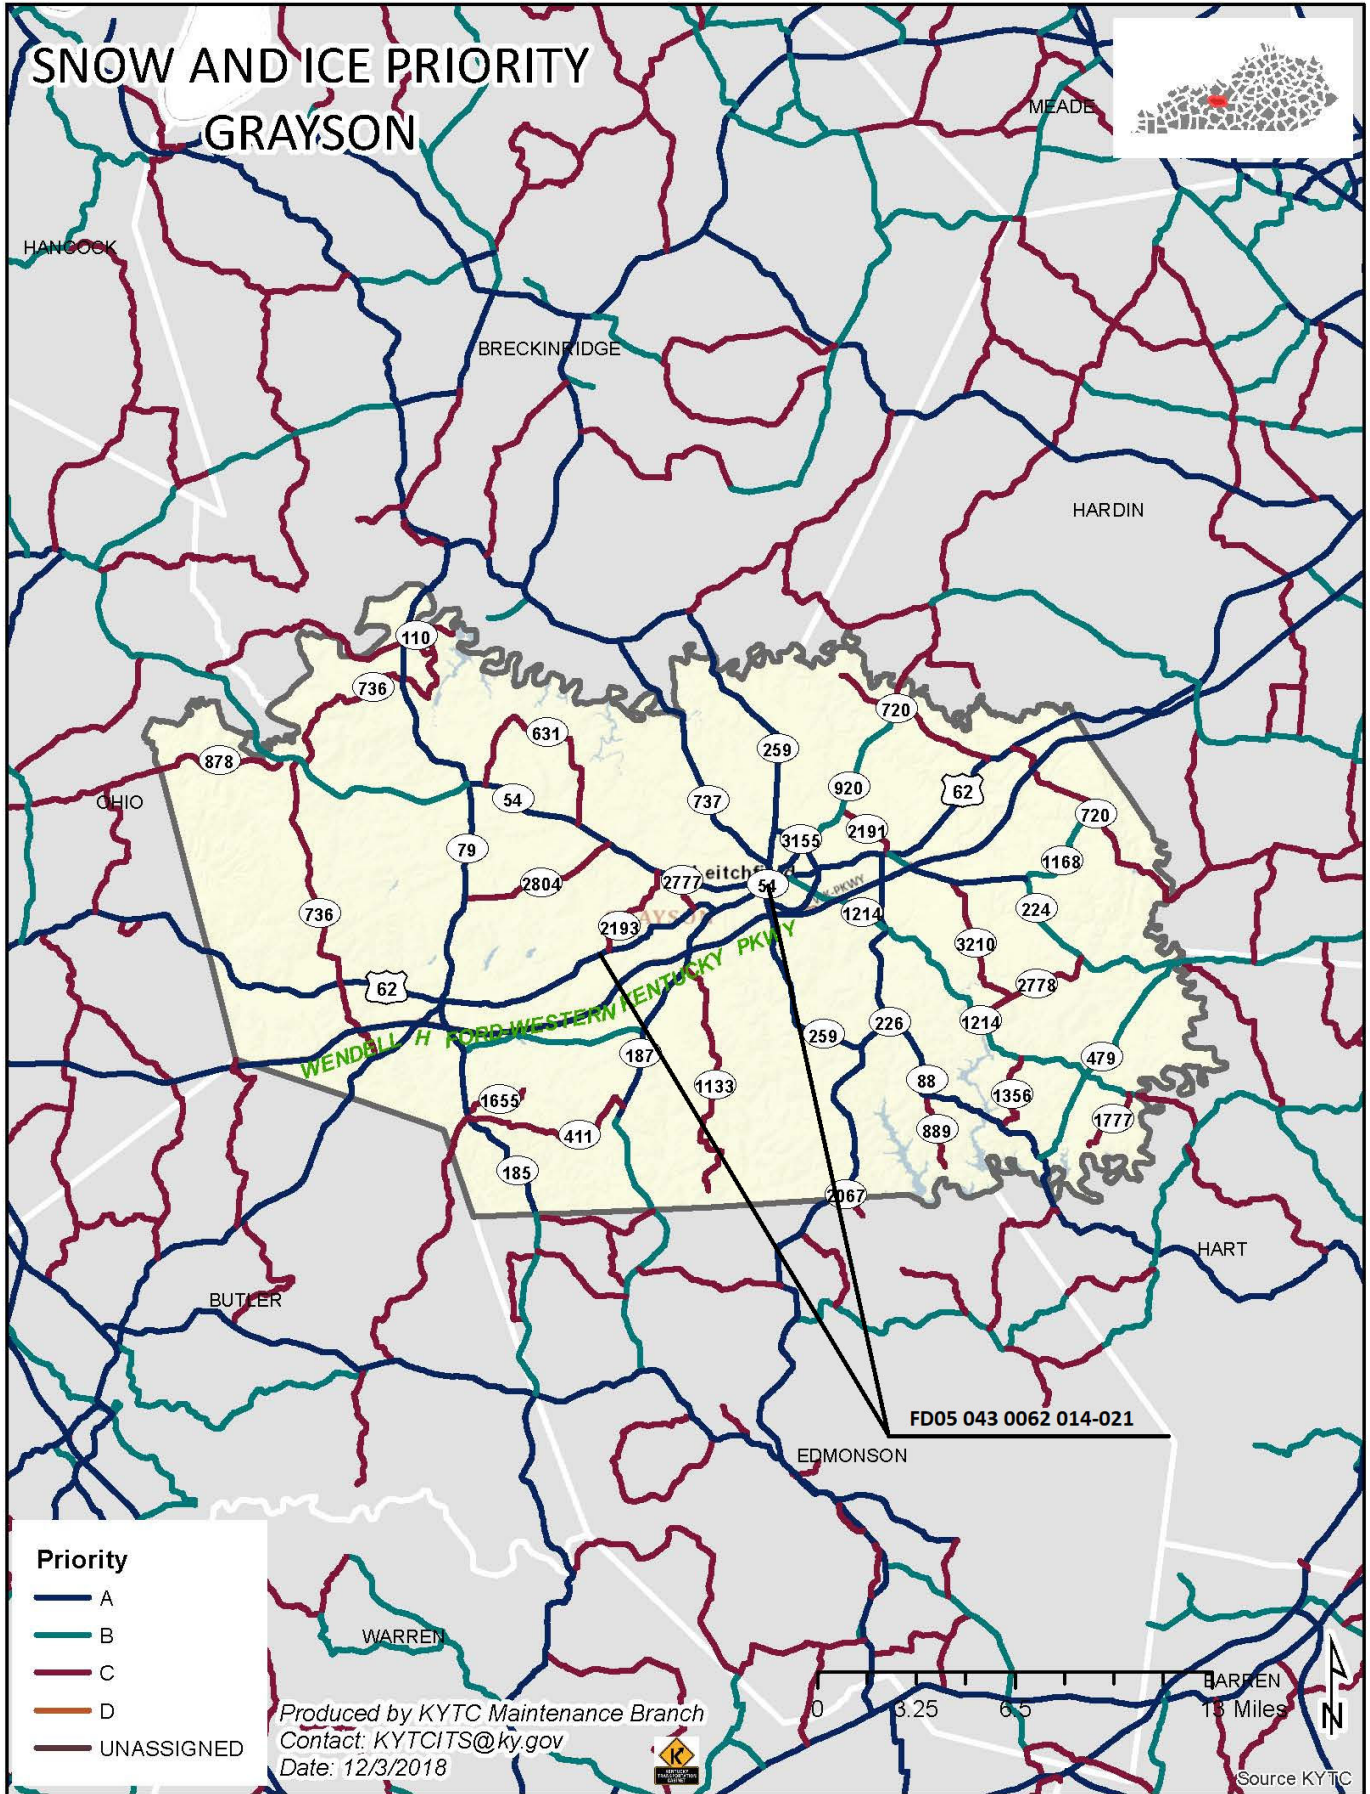 SNOW AND ICE PRIORITY
GRAYSON
MEADE
HANCOCK
BRECKINRIDGE
HARDIN
110
736
720
631
259
878
62
920
54
737
OHIO
720
2191
3155
79
1168
2777
2804
54
224
736
1214
2193
3210
2778
62
WENDELL H FORD-WESTERN KENTUCKY PKWY
1214
226
259
187
479
88
1133
1356
1655
1777
889
411
185
2067
HART
BUTLER
FD05 043 0062 014-021
EDMONSON
Priority
A
B
C
D
UNASSIGNED
WARREN
BARREN
0 3.25 6.5 13 Miles
N
Produced by KYTC Maintenance Branch
Contact: KYTCITS@ky.gov
Date: 12/3/2018
KENTUCKY
TRANSPORTATION
CABINET
Source KYTC